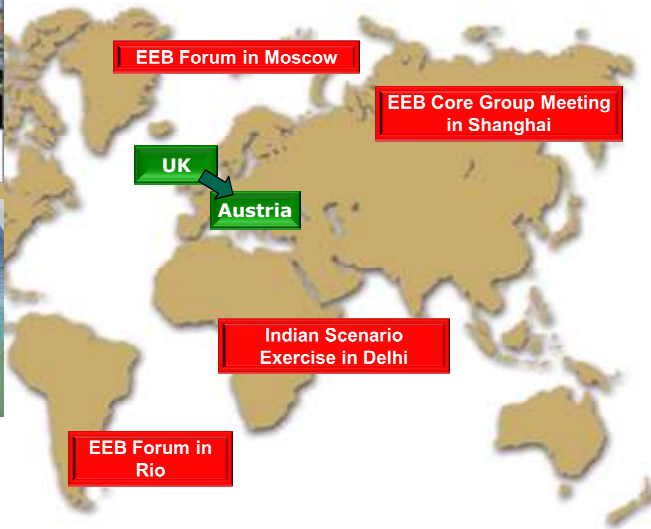 EEB Forum in Moscow
EEB Core Group Meeting
in Shanghai
UK
Austria
Indian Scenario
Exercise in Delhi
EEB Forum in
Rio